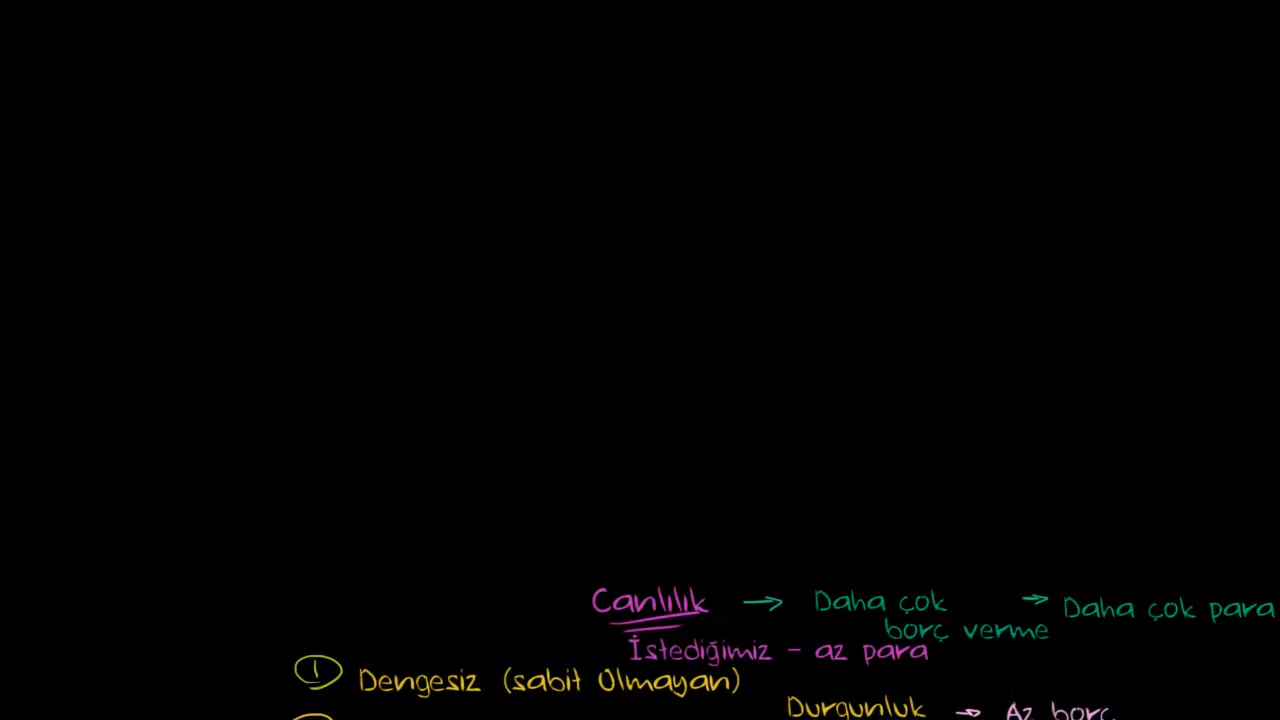 Canlılık → Daha çok borç verme → Daha çok para
İstediğimiz - az para
1 Dengesiz (sabit Olmayan)
Durgunluk → Az borç